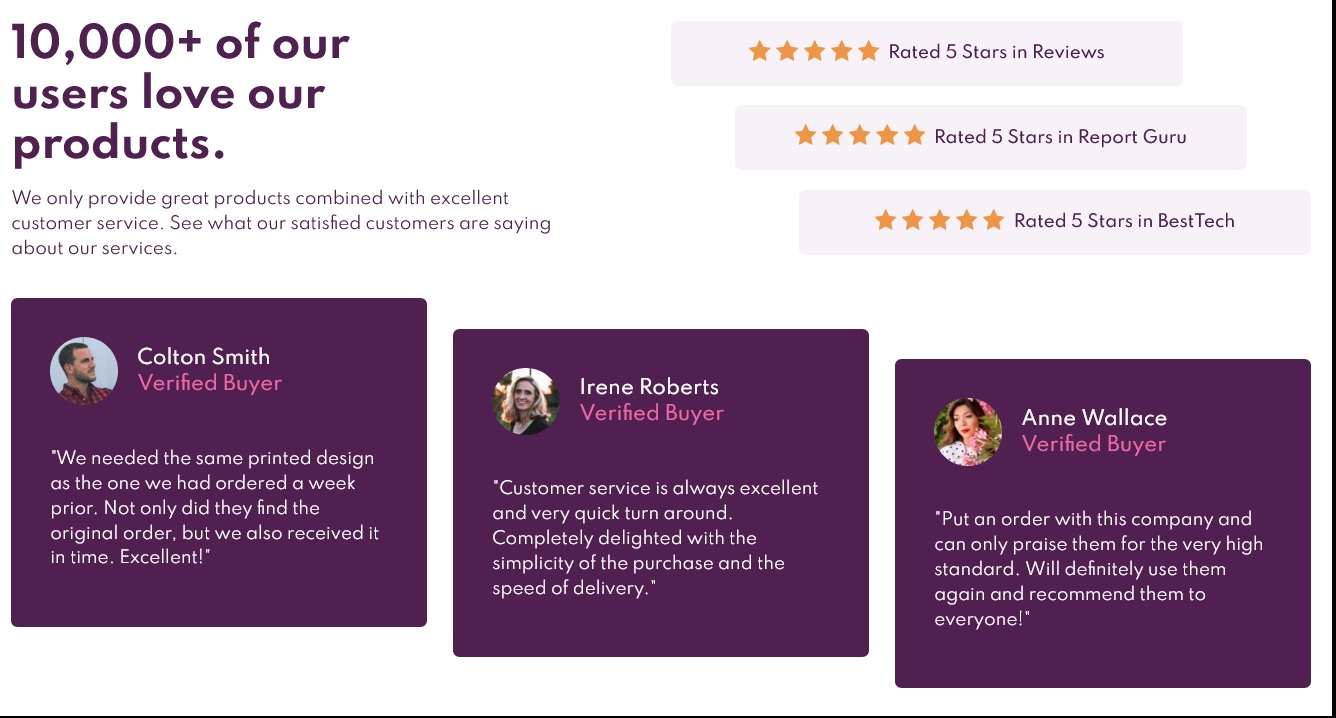 10,000+ of our
users love our
products.
We only provide great products combined with excellent
customer service. See what our satisfied customers are saying
about our services.
Rated 5 Stars in Reviews
Rated 5 Stars in Report Guru
Rated 5 Stars in BestTech
Colton Smith
Verified Buyer
"We needed the same printed design
as the one we had ordered a week
prior. Not only did they find the
original order, but we also received it
in time. Excellent!"
Irene Roberts
Verified Buyer
"Customer service is always excellent
and very quick turn around.
Completely delighted with the
simplicity of the purchase and the
speed of delivery."
Anne Wallace
Verified Buyer
"Put an order with this company and
can only praise them for the very high
standard. Will definitely use them
again and recommend them to
everyone!"